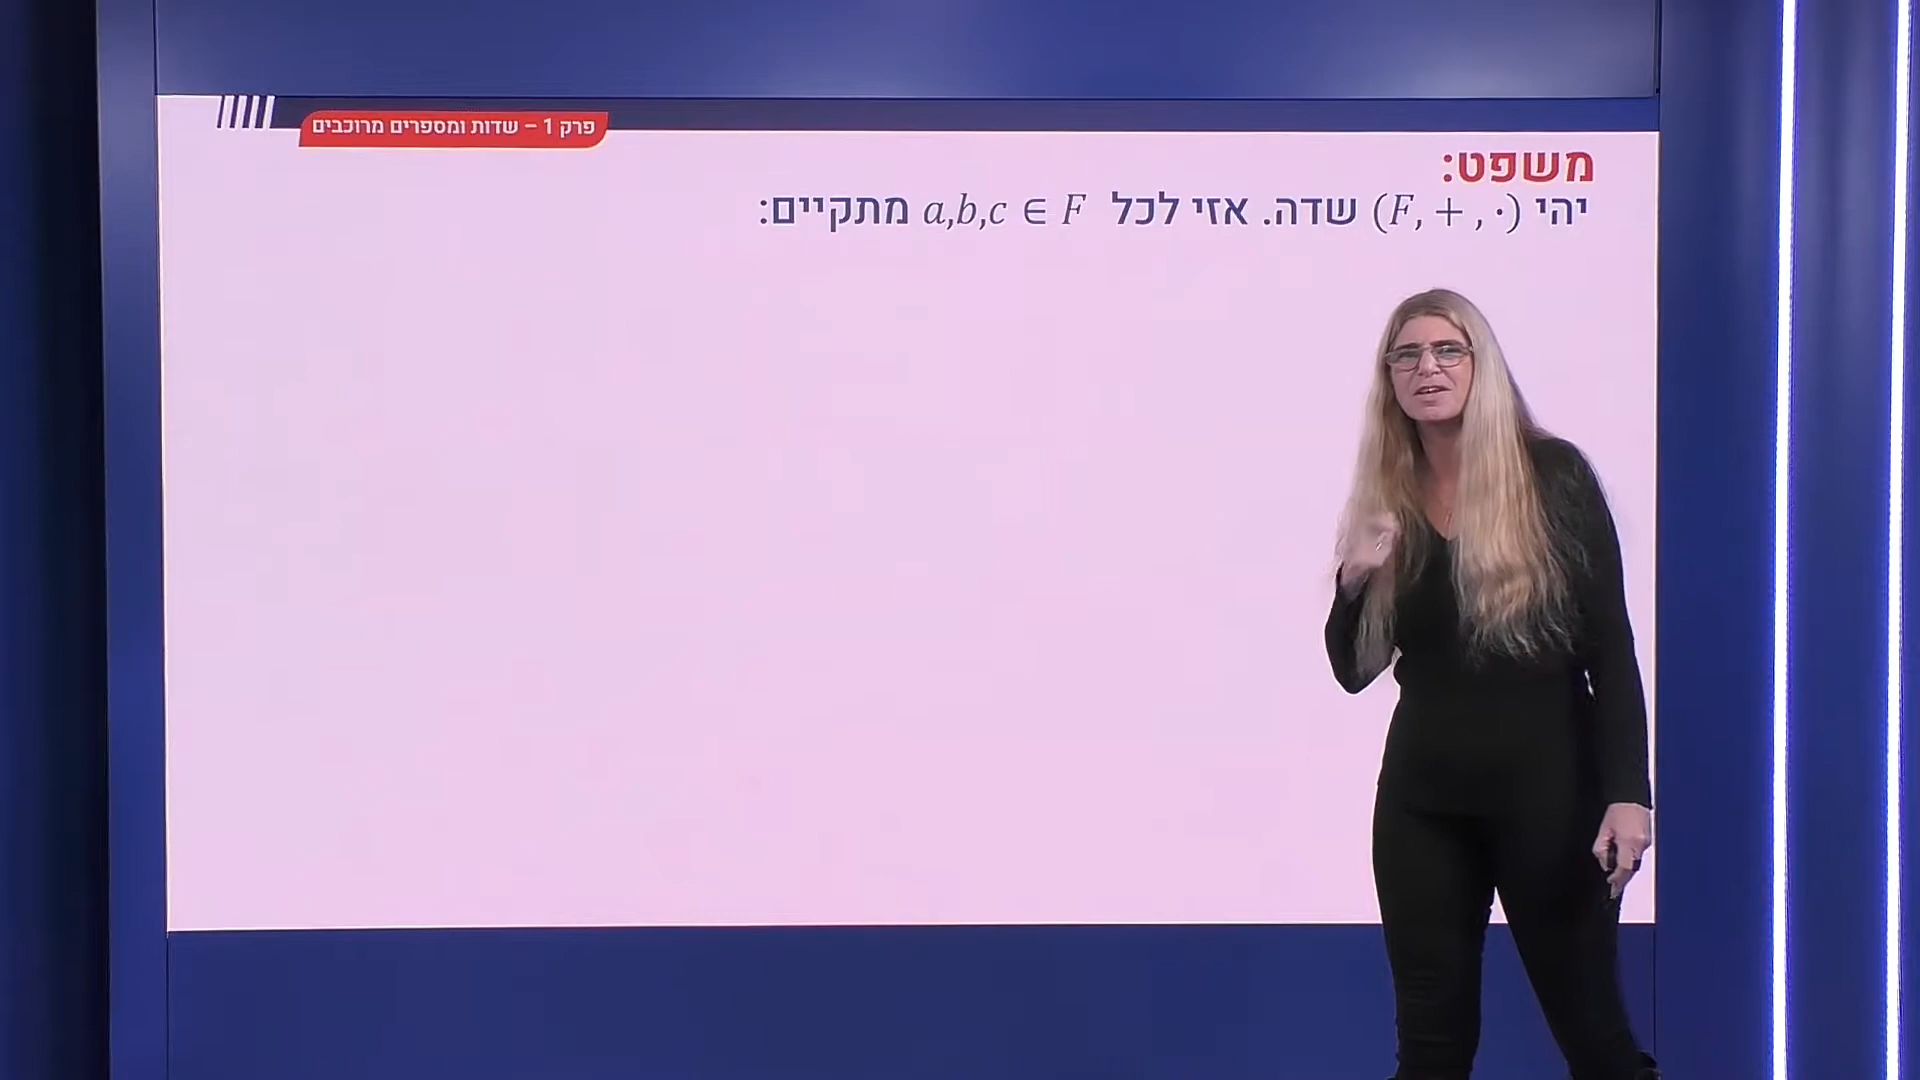 פרק 1 – שדות ומספרים מרוכבים
משפט:
יהי (F, + , ·) שדה. אזי לכל a,b,c ∈ F מתקיים: